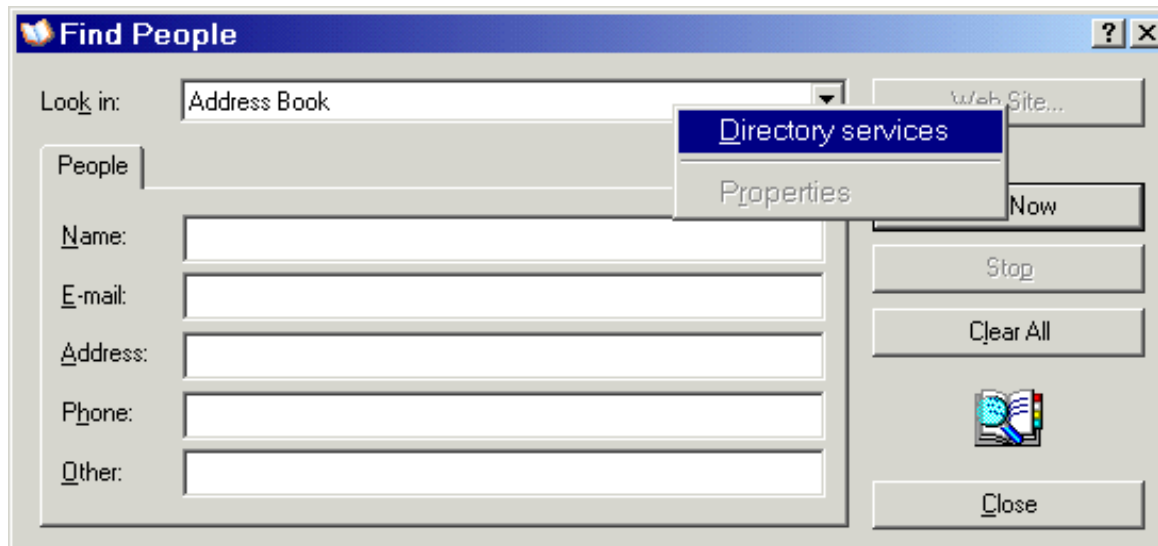 Find People
Look in: Address Book Web Site...
Directory services
Properties
People
Now
Name:
Stop
E-mail:
Clear All
Address:
Phone:
Other:
Close